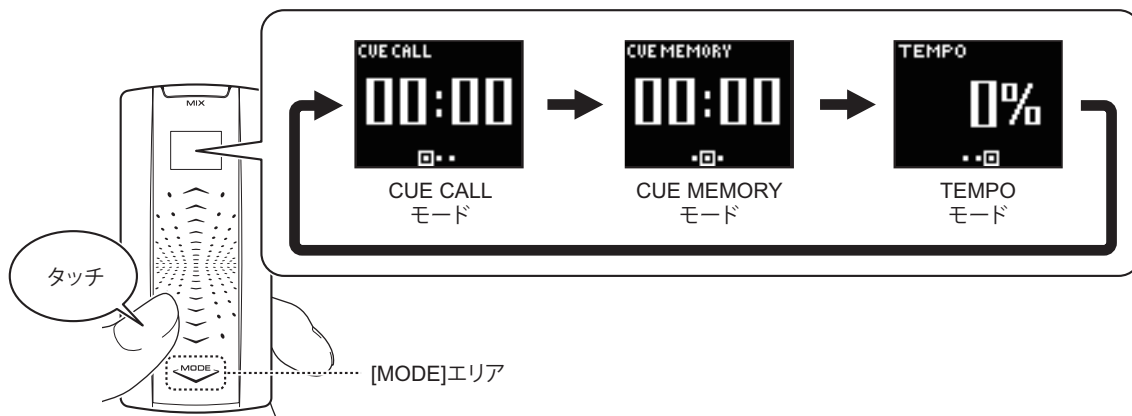 CUE CALL
00:00
CUE MEMORY
00:00
TEMPO
0%
CUE CALL
モード
CUE MEMORY
モード
TEMPO
モード
MIX
タッチ
MODE
[MODE]エリア